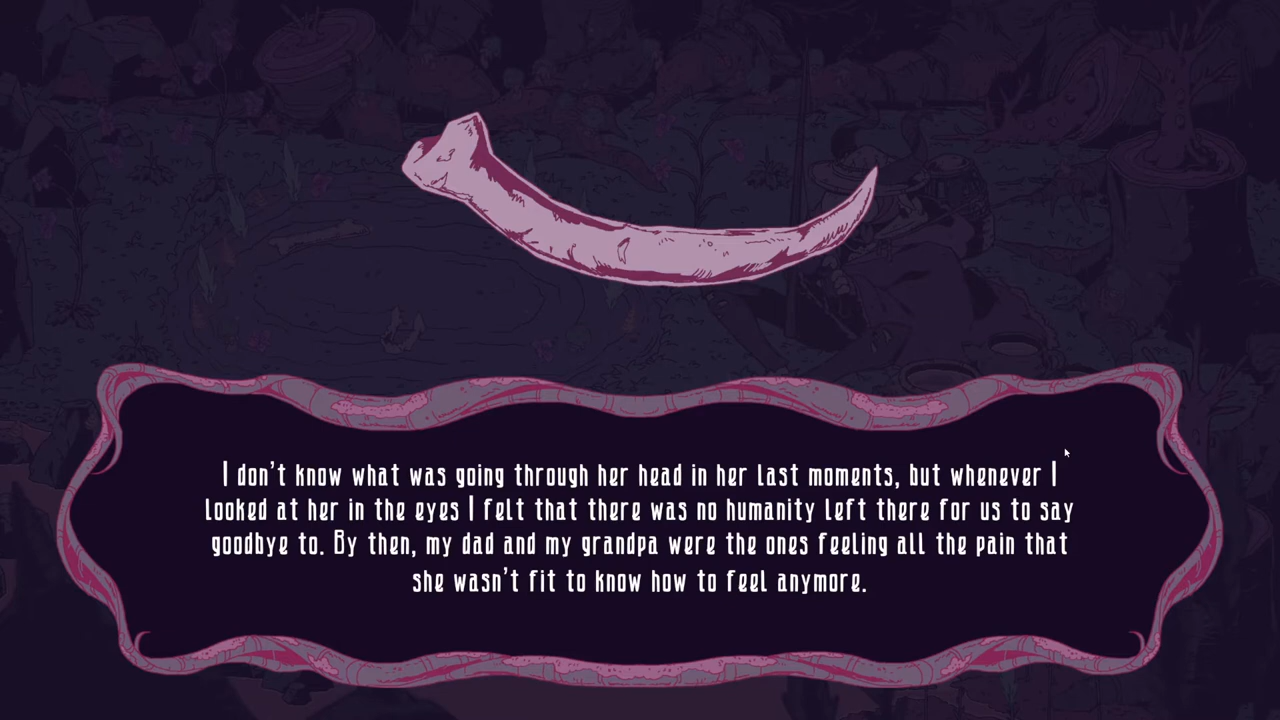 I don't know what was going through her head in her last moments, but whenever I
looked at her in the eyes I felt that there was no humanity left there for us to say
goodbye to. By then, my dad and my grandpa were the ones feeling all the pain that
she wasn't fit to know how to feel anymore.